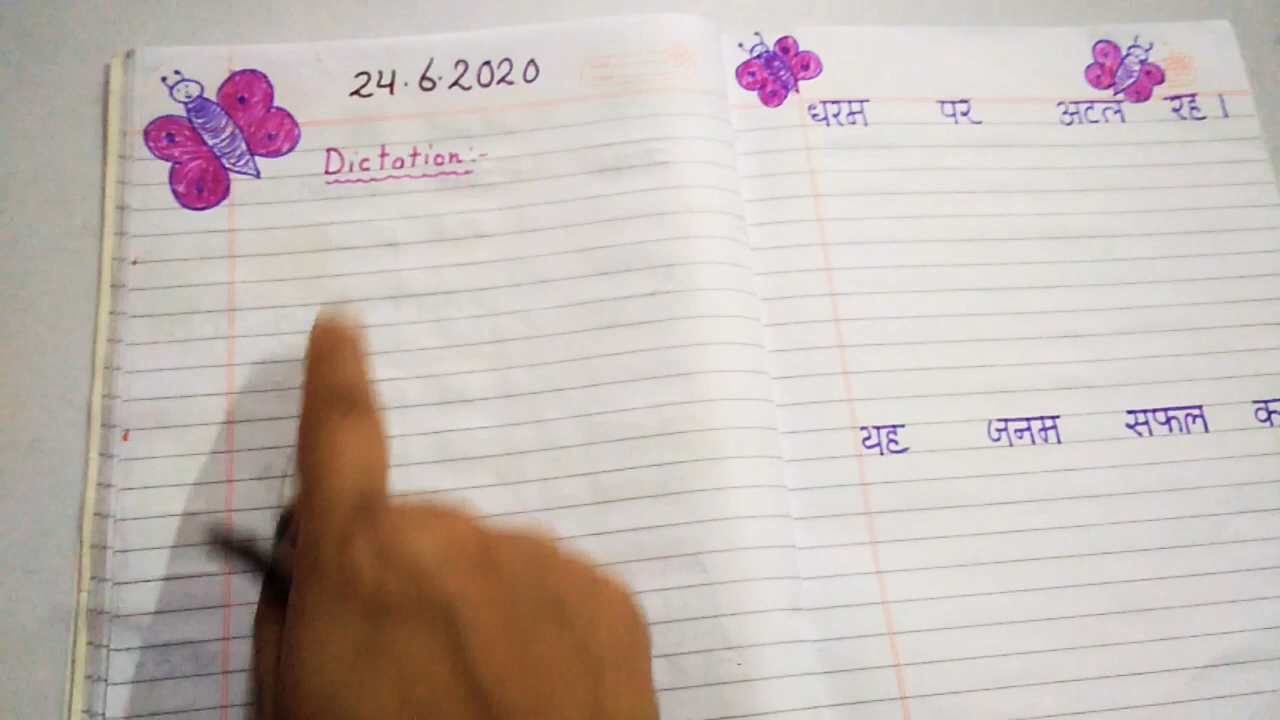 24.6.2020
Dictation:-
धरम पर अटल रह ।
यह जनम सफल क